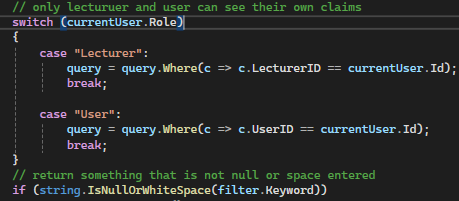 // only lecturuer and user can see their own claims
switch (currentUser.Role)
{
case "Lecturer":
query = query.Where(c => c.LecturerID == currentUser.Id);
break;
case "User":
query = query.Where(c => c.UserID == currentUser.Id);
break;
}
// return something that is not null or space entered
if (string.IsNullOrWhiteSpace(filter.Keyword))